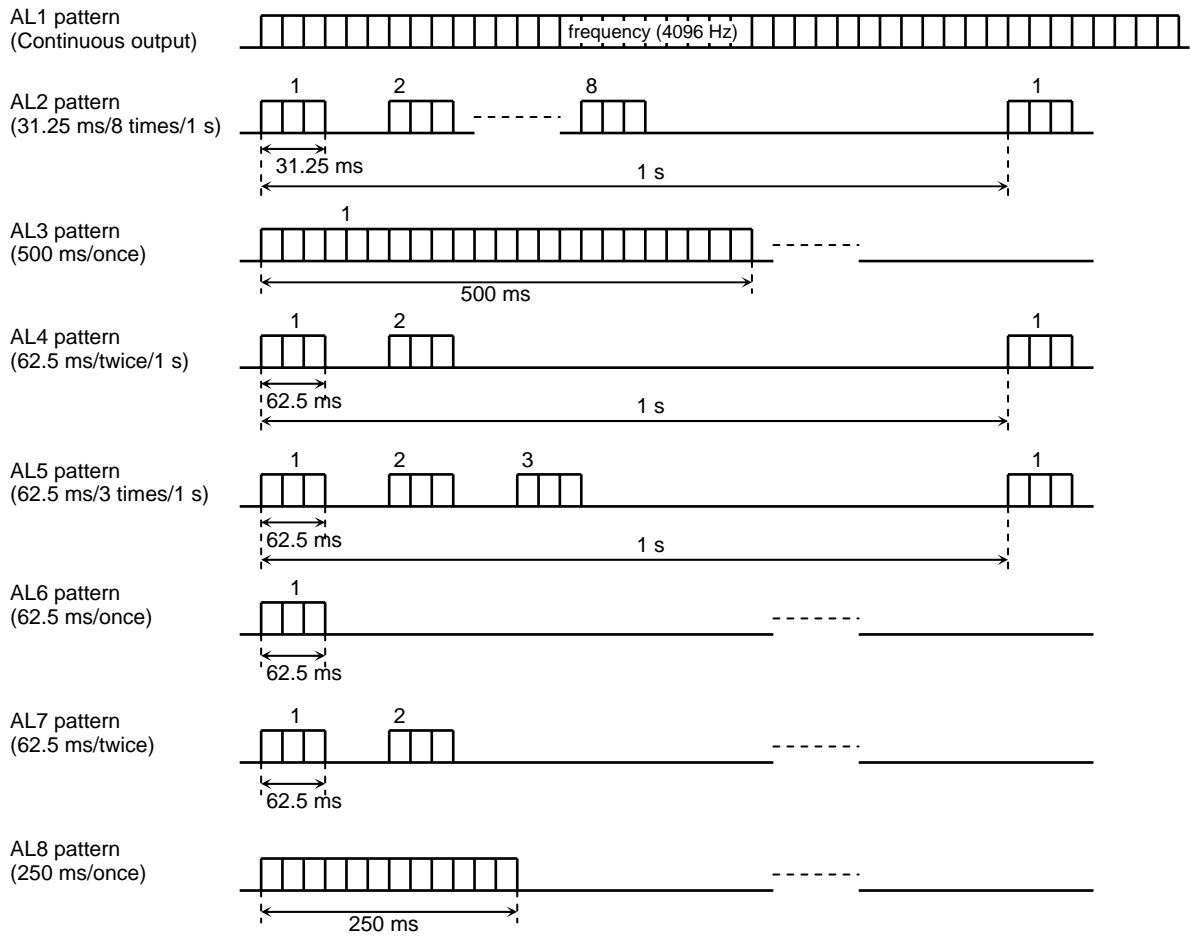 AL1 pattern
(Continuous output)
frequency (4096 Hz)
AL2 pattern
(31.25 ms/8 times/1 s)
1
2
8
1
31.25 ms
1 s
AL3 pattern
(500 ms/once)
1
500 ms
AL4 pattern
(62.5 ms/twice/1 s)
1
2
1
62.5 ms
1 s
AL5 pattern
(62.5 ms/3 times/1 s)
1
2
3
1
62.5 ms
1 s
AL6 pattern
(62.5 ms/once)
1
62.5 ms
AL7 pattern
(62.5 ms/twice)
1
2
62.5 ms
AL8 pattern
(250 ms/once)
250 ms